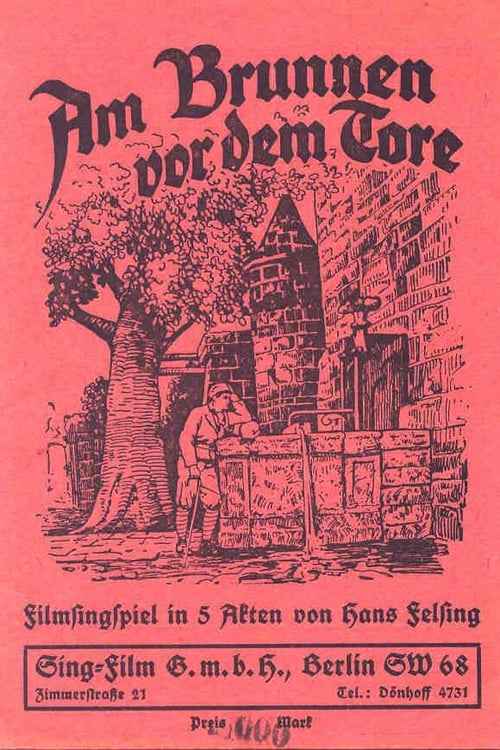 Am Brunnen
vor dem Tore
Filmsingspiel in 5 Akten von Hans Felsing
Sing-Film G.m.b.H., Berlin SW 68
Zimmerstraße 21 Tel.: Dönhoff 4731
Preis Mark